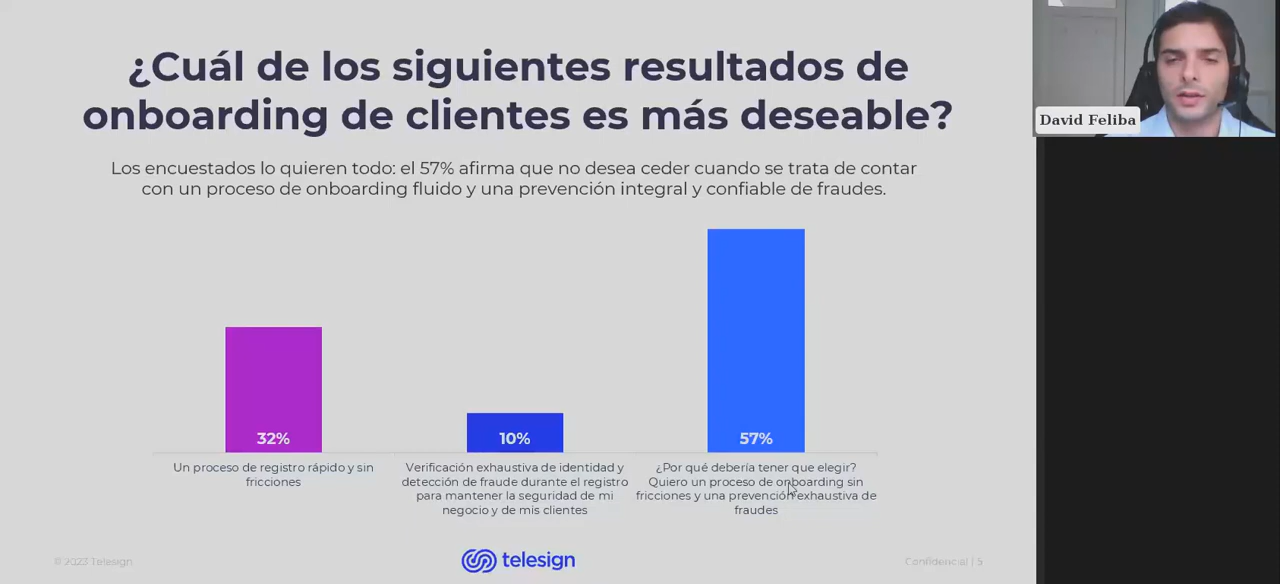 ¿Cuál de los siguientes resultados de
onboarding de clientes es más deseable?
Los encuestados lo quieren todo: el 57% afirma que no desea ceder cuando se trata de contar
con un proceso de onboarding fluido y una prevención integral y confiable de fraudes.
32%
10%
57%
Un proceso de registro rápido y sin
fricciones
Verificación exhaustiva de identidad y
detección de fraude durante el registro
para mantener la seguridad de mi
negocio y de mis clientes
¿Por qué debería tener que elegir?
Quiero un proceso de onboarding sin
fricciones y una prevención exhaustiva de
fraudes
© 2023 Telesign
telesign
Confidencial | 5
David Feliba